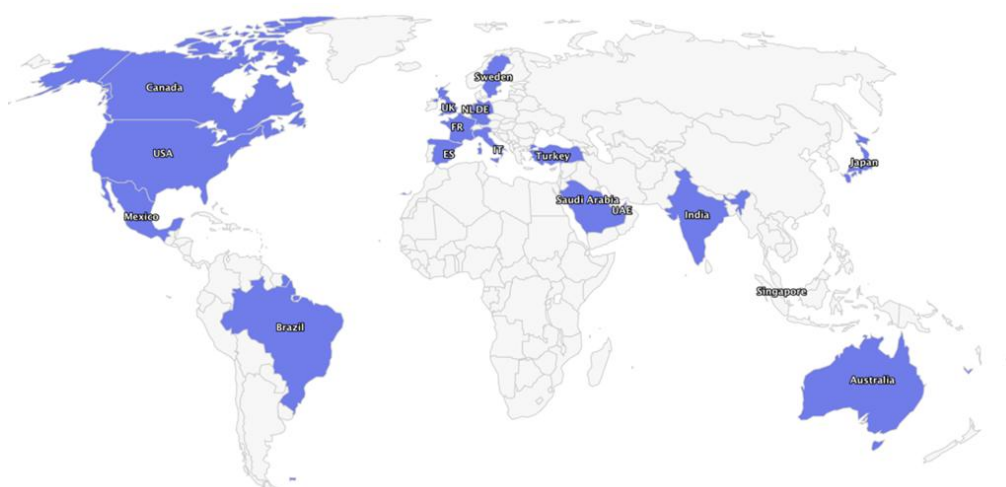 Canada
USA
Mexico
Brazil
Sweden
UK
NL DE
FR
ES
IT
Turkey
Saudi Arabia
UAE
India
Japan
Singapore
Australia